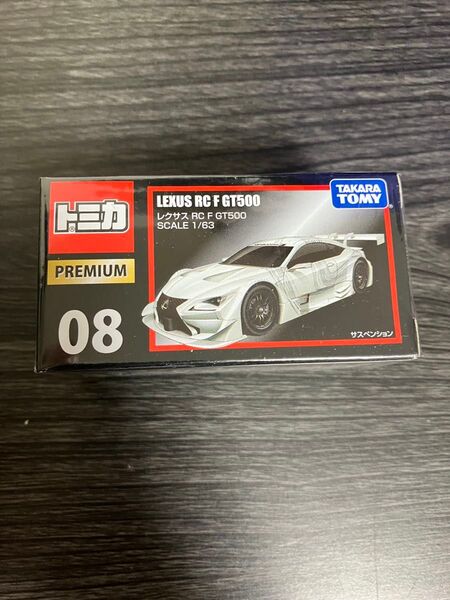 トミカ
PREMIUM
08
LEXUS RC F GT500
レクサス RC F GT500
SCALE 1/63
TAKARA
TOMY
サスペンション